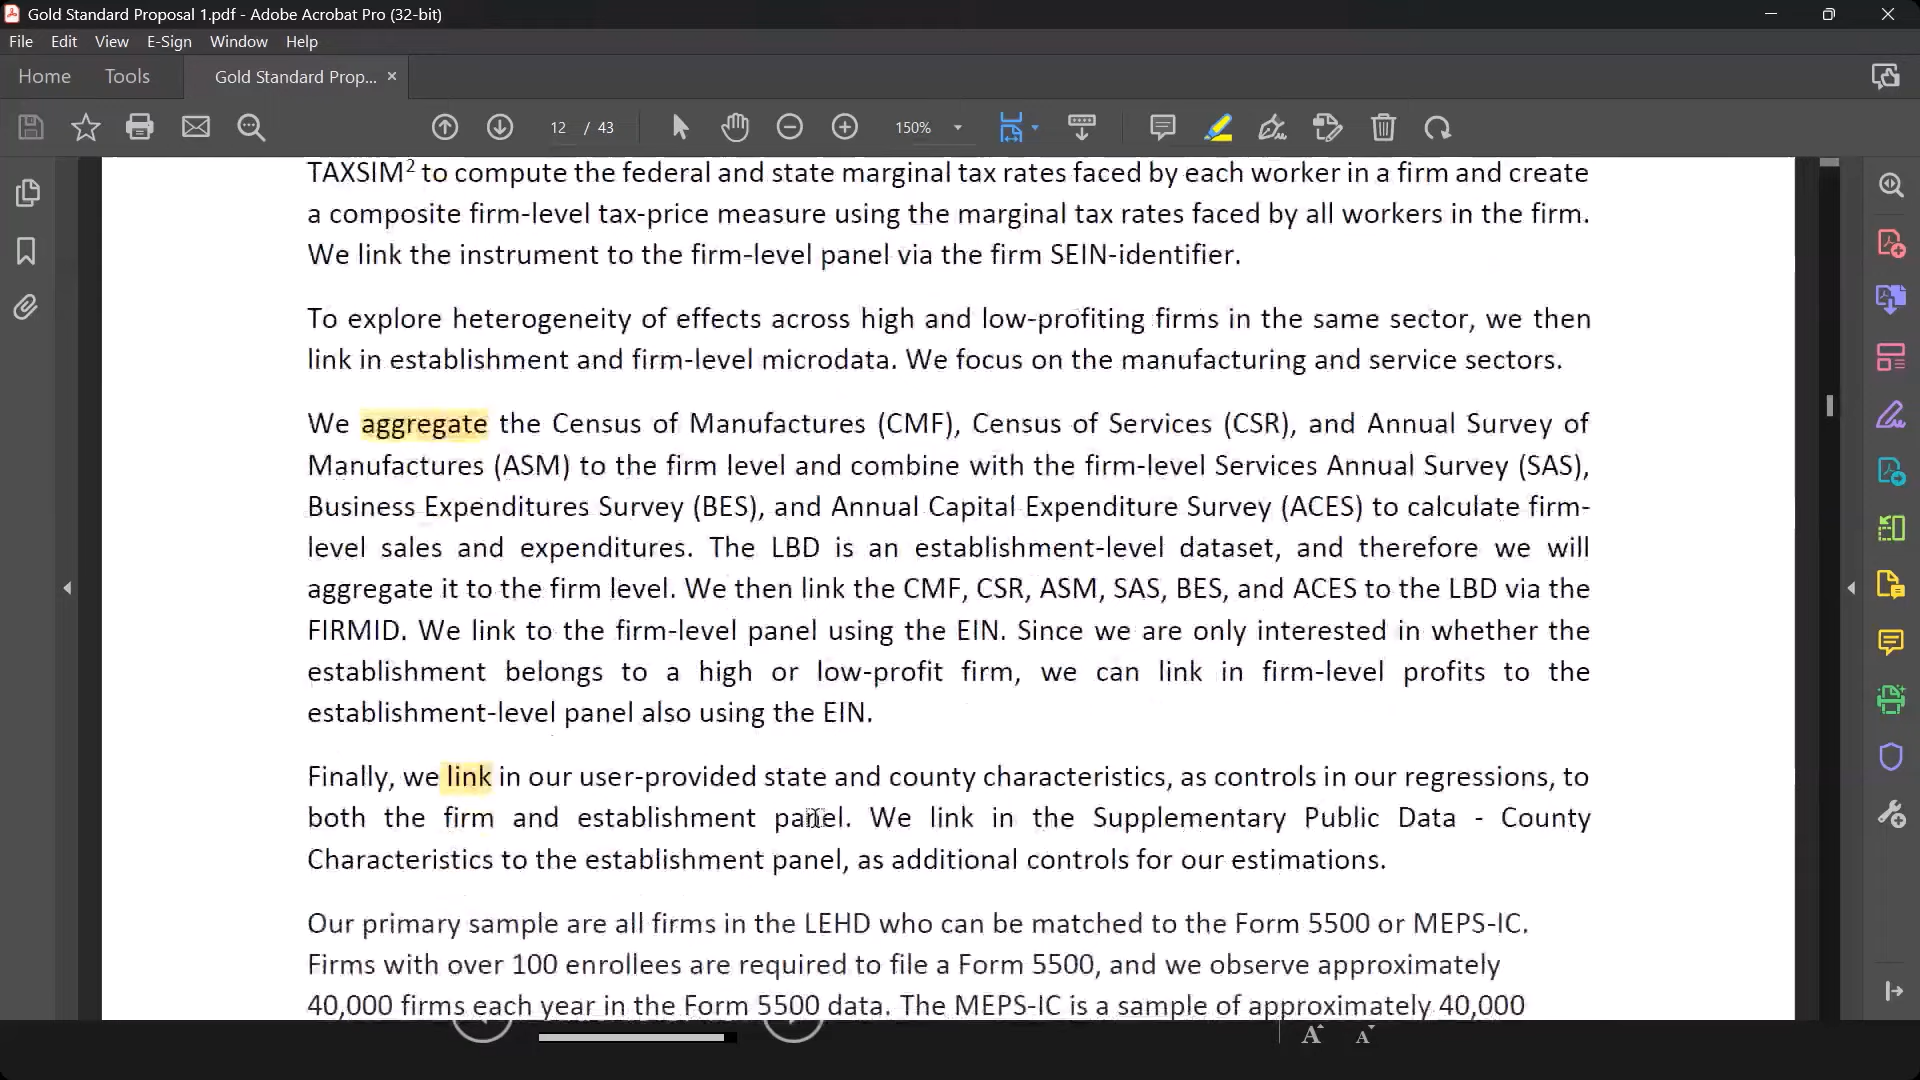 Gold Standard Proposal 1.pdf - Adobe Acrobat Pro (32-bit)
File Edit View E-Sign Window Help
Home Tools Gold Standard Prop... ×
12 / 43 150%
TAXSIM² to compute the federal and state marginal tax rates faced by each worker in a firm and create
a composite firm-level tax-price measure using the marginal tax rates faced by all workers in the firm.
We link the instrument to the firm-level panel via the firm SEIN-identifier.
To explore heterogeneity of effects across high and low-profiting firms in the same sector, we then
link in establishment and firm-level microdata. We focus on the manufacturing and service sectors.
We aggregate the Census of Manufactures (CMF), Census of Services (CSR), and Annual Survey of
Manufactures (ASM) to the firm level and combine with the firm-level Services Annual Survey (SAS),
Business Expenditures Survey (BES), and Annual Capital Expenditure Survey (ACES) to calculate firm-
level sales and expenditures. The LBD is an establishment-level dataset, and therefore we will
aggregate it to the firm level. We then link the CMF, CSR, ASM, SAS, BES, and ACES to the LBD via the
FIRMID. We link to the firm-level panel using the EIN. Since we are only interested in whether the
establishment belongs to a high or low-profit firm, we can link in firm-level profits to the
establishment-level panel also using the EIN.
Finally, we link in our user-provided state and county characteristics, as controls in our regressions, to
both the firm and establishment panel. We link in the Supplementary Public Data - County
Characteristics to the establishment panel, as additional controls for our estimations.
Our primary sample are all firms in the LEHD who can be matched to the Form 5500 or MEPS-IC.
Firms with over 100 enrollees are required to file a Form 5500, and we observe approximately
40,000 firms each year in the Form 5500 data. The MEPS-IC is a sample of approximately 40,000
A A